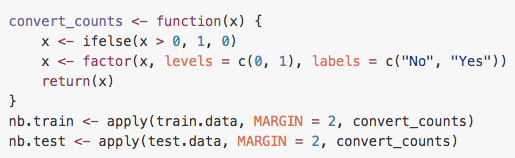 convert_counts <- function(x) {
    x <- ifelse(x > 0, 1, 0)
    x <- factor(x, levels = c(0, 1), labels = c("No", "Yes"))
    return(x)
}
nb.train <- apply(train.data, MARGIN = 2, convert_counts)
nb.test <- apply(test.data, MARGIN = 2, convert_counts)